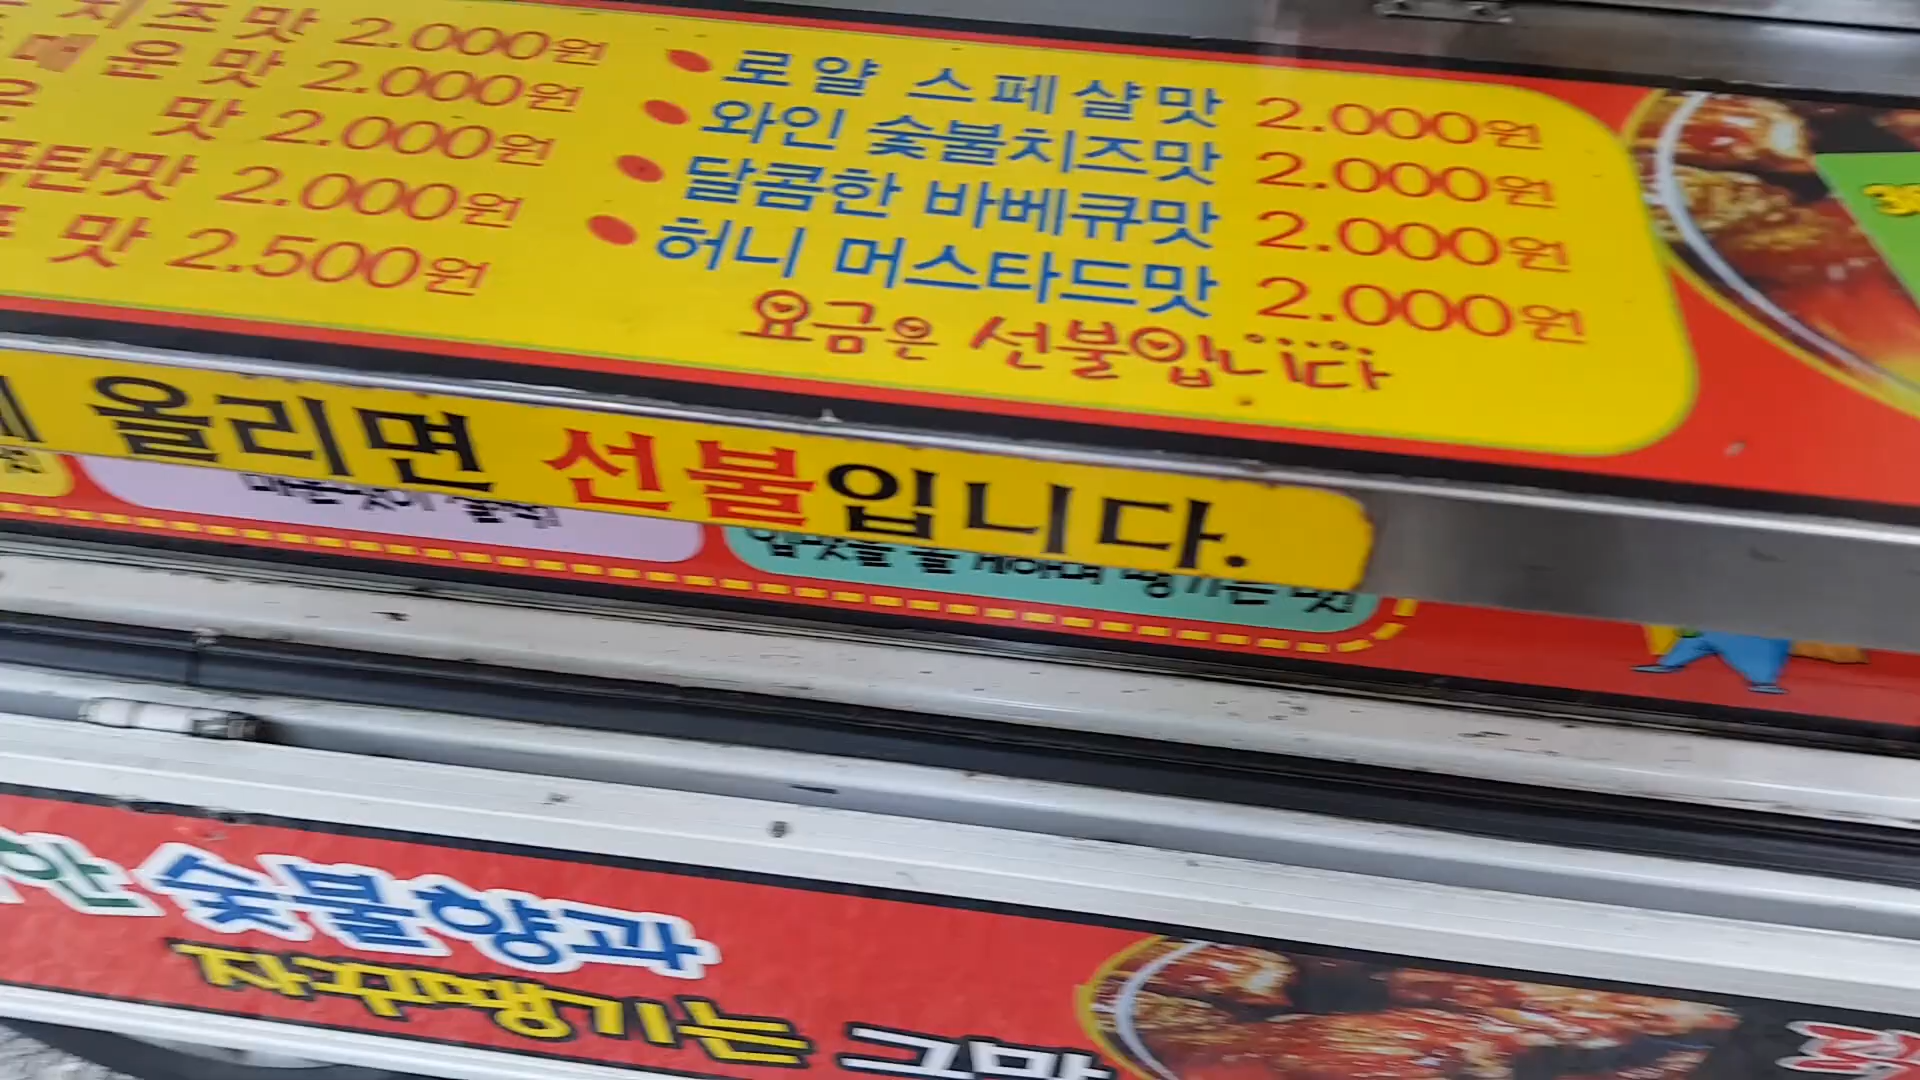 치즈맛 2.000원
매운맛 2.000원
맛 2.000원
폭탄맛 2.000원
맛 2.500원
로얄 스페샬맛 2.000원
와인 숯불치즈맛 2.000원
달콤한 바베큐맛 2.000원
허니 머스타드맛 2.000원
요금은 선불입니다
올리면 선불입니다.
숯불향과
자꾸땡기는 그맛